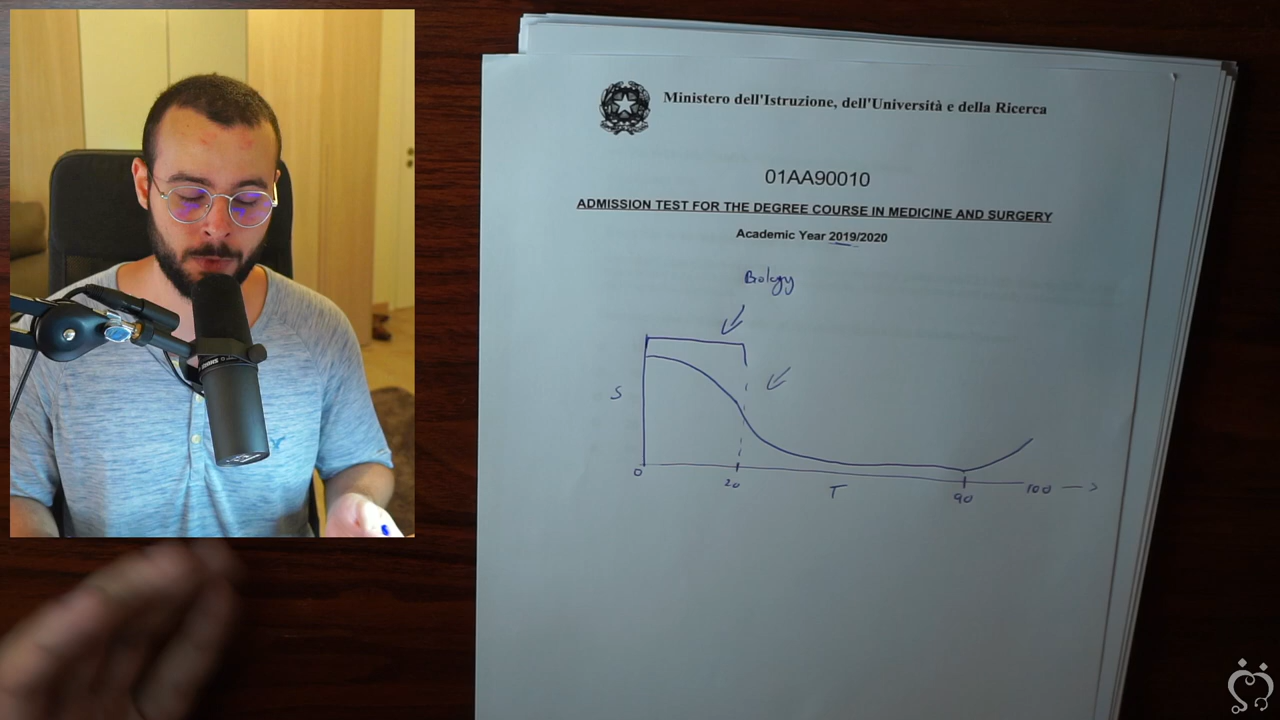 Ministero dell'Istruzione, dell'Università e della Ricerca
01AA90010
ADMISSION TEST FOR THE DEGREE COURSE IN MEDICINE AND SURGERY
Academic Year 2019/2020
Biology
S
0
20
T
90
100